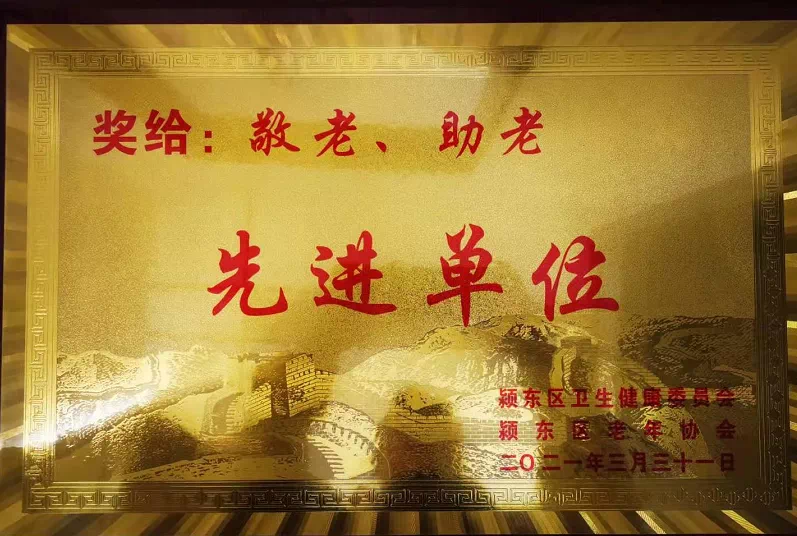 奖给：敬老、助老
先进单位
颍东区卫生健康委员会
颍东区老年协会
二〇二一年三月三十一日